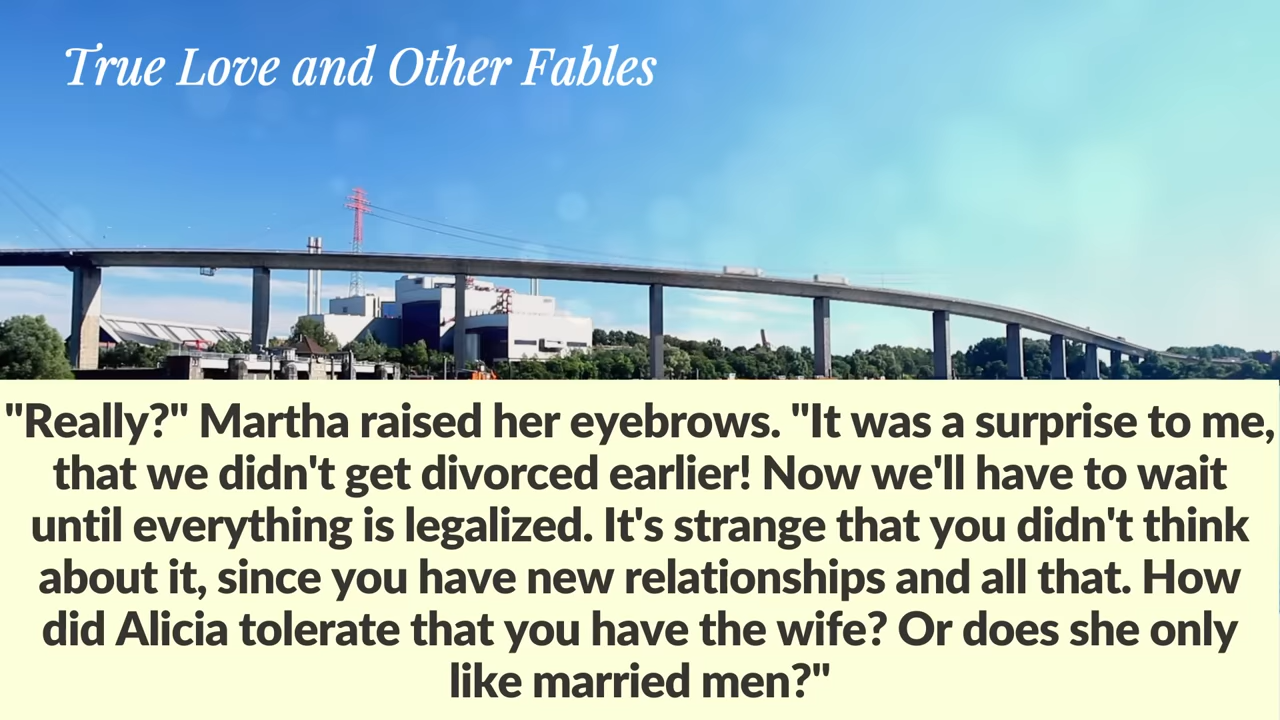 True Love and Other Fables
"Really?" Martha raised her eyebrows. "It was a surprise to me,
that we didn't get divorced earlier! Now we'll have to wait
until everything is legalized. It's strange that you didn't think
about it, since you have new relationships and all that. How
did Alicia tolerate that you have the wife? Or does she only
like married men?"